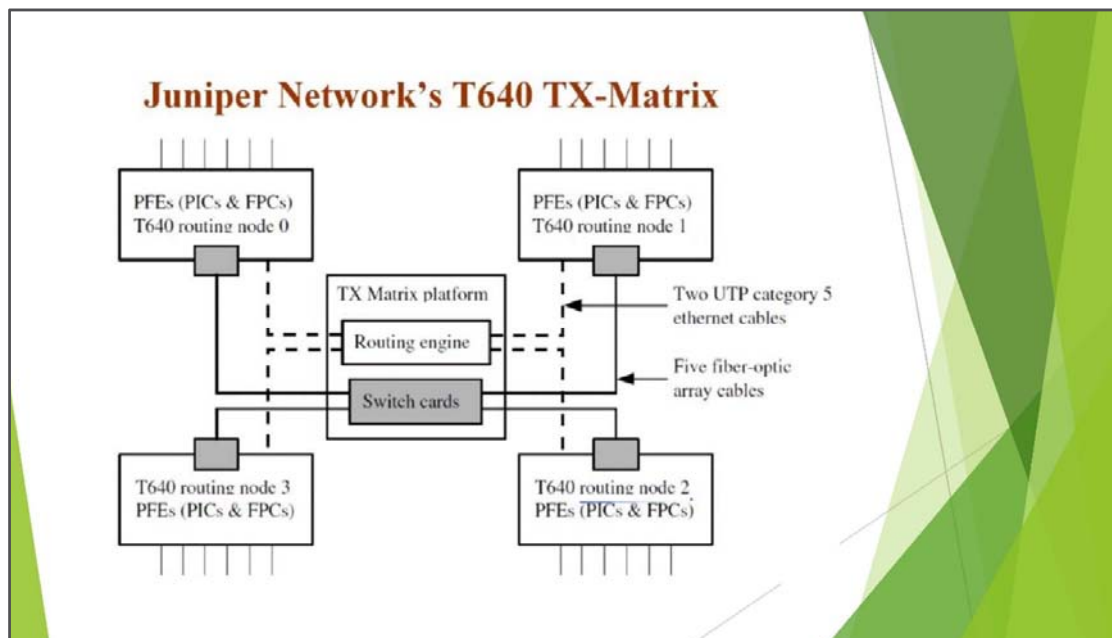 Juniper Network's T640 TX-Matrix
PFEs (PICs & FPCs)
T640 routing node 0
PFEs (PICs & FPCs)
T640 routing node 1
TX Matrix platform
Routing engine
Switch cards
Two UTP category 5
ethernet cables
Five fiber-optic
array cables
T640 routing node 3
PFEs (PICs & FPCs)
T640 routing node 2
PFEs (PICs & FPCs)